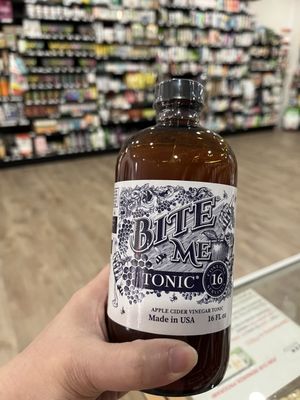 BITE
ME
TONIC
16
APPLE CIDER VINEGAR TONIC
Made in USA
16 FL OZ